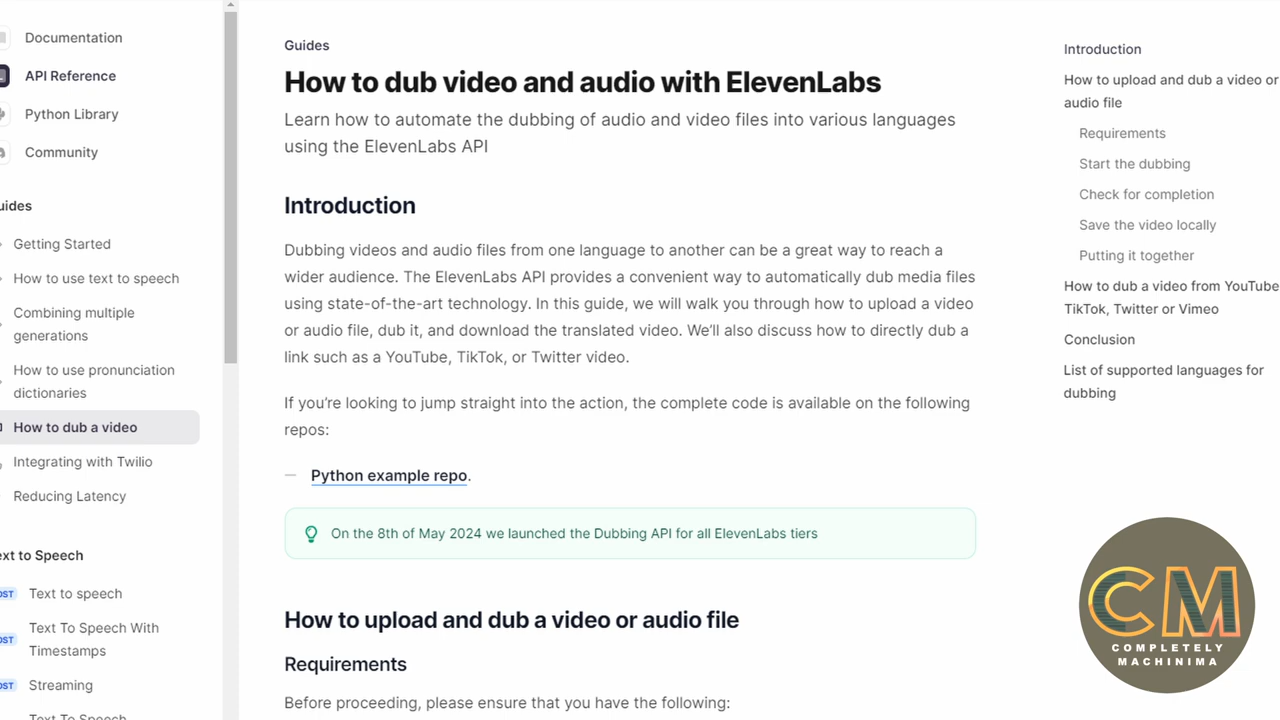 Documentation
API Reference
Python Library
Community
uides
Getting Started
How to use text to speech
Combining multiple
generations
How to use pronunciation
dictionaries
How to dub a video
Integrating with Twilio
Reducing Latency
ext to Speech
OST Text to speech
OST Text To Speech With
Timestamps
OST Streaming
Text To Speech
Guides
How to dub video and audio with ElevenLabs
Learn how to automate the dubbing of audio and video files into various languages
using the ElevenLabs API
Introduction
Dubbing videos and audio files from one language to another can be a great way to reach a
wider audience. The ElevenLabs API provides a convenient way to automatically dub media files
using state-of-the-art technology. In this guide, we will walk you through how to upload a video
or audio file, dub it, and download the translated video. We’ll also discuss how to directly dub a
link such as a YouTube, TikTok, or Twitter video.
If you’re looking to jump straight into the action, the complete code is available on the following
repos:
— Python example repo.
On the 8th of May 2024 we launched the Dubbing API for all ElevenLabs tiers
How to upload and dub a video or audio file
Requirements
Before proceeding, please ensure that you have the following:
Introduction
How to upload and dub a video or
audio file
Requirements
Start the dubbing
Check for completion
Save the video locally
Putting it together
How to dub a video from YouTube
TikTok, Twitter or Vimeo
Conclusion
List of supported languages for
dubbing
CM
COMPLETELY
MACHINIMA